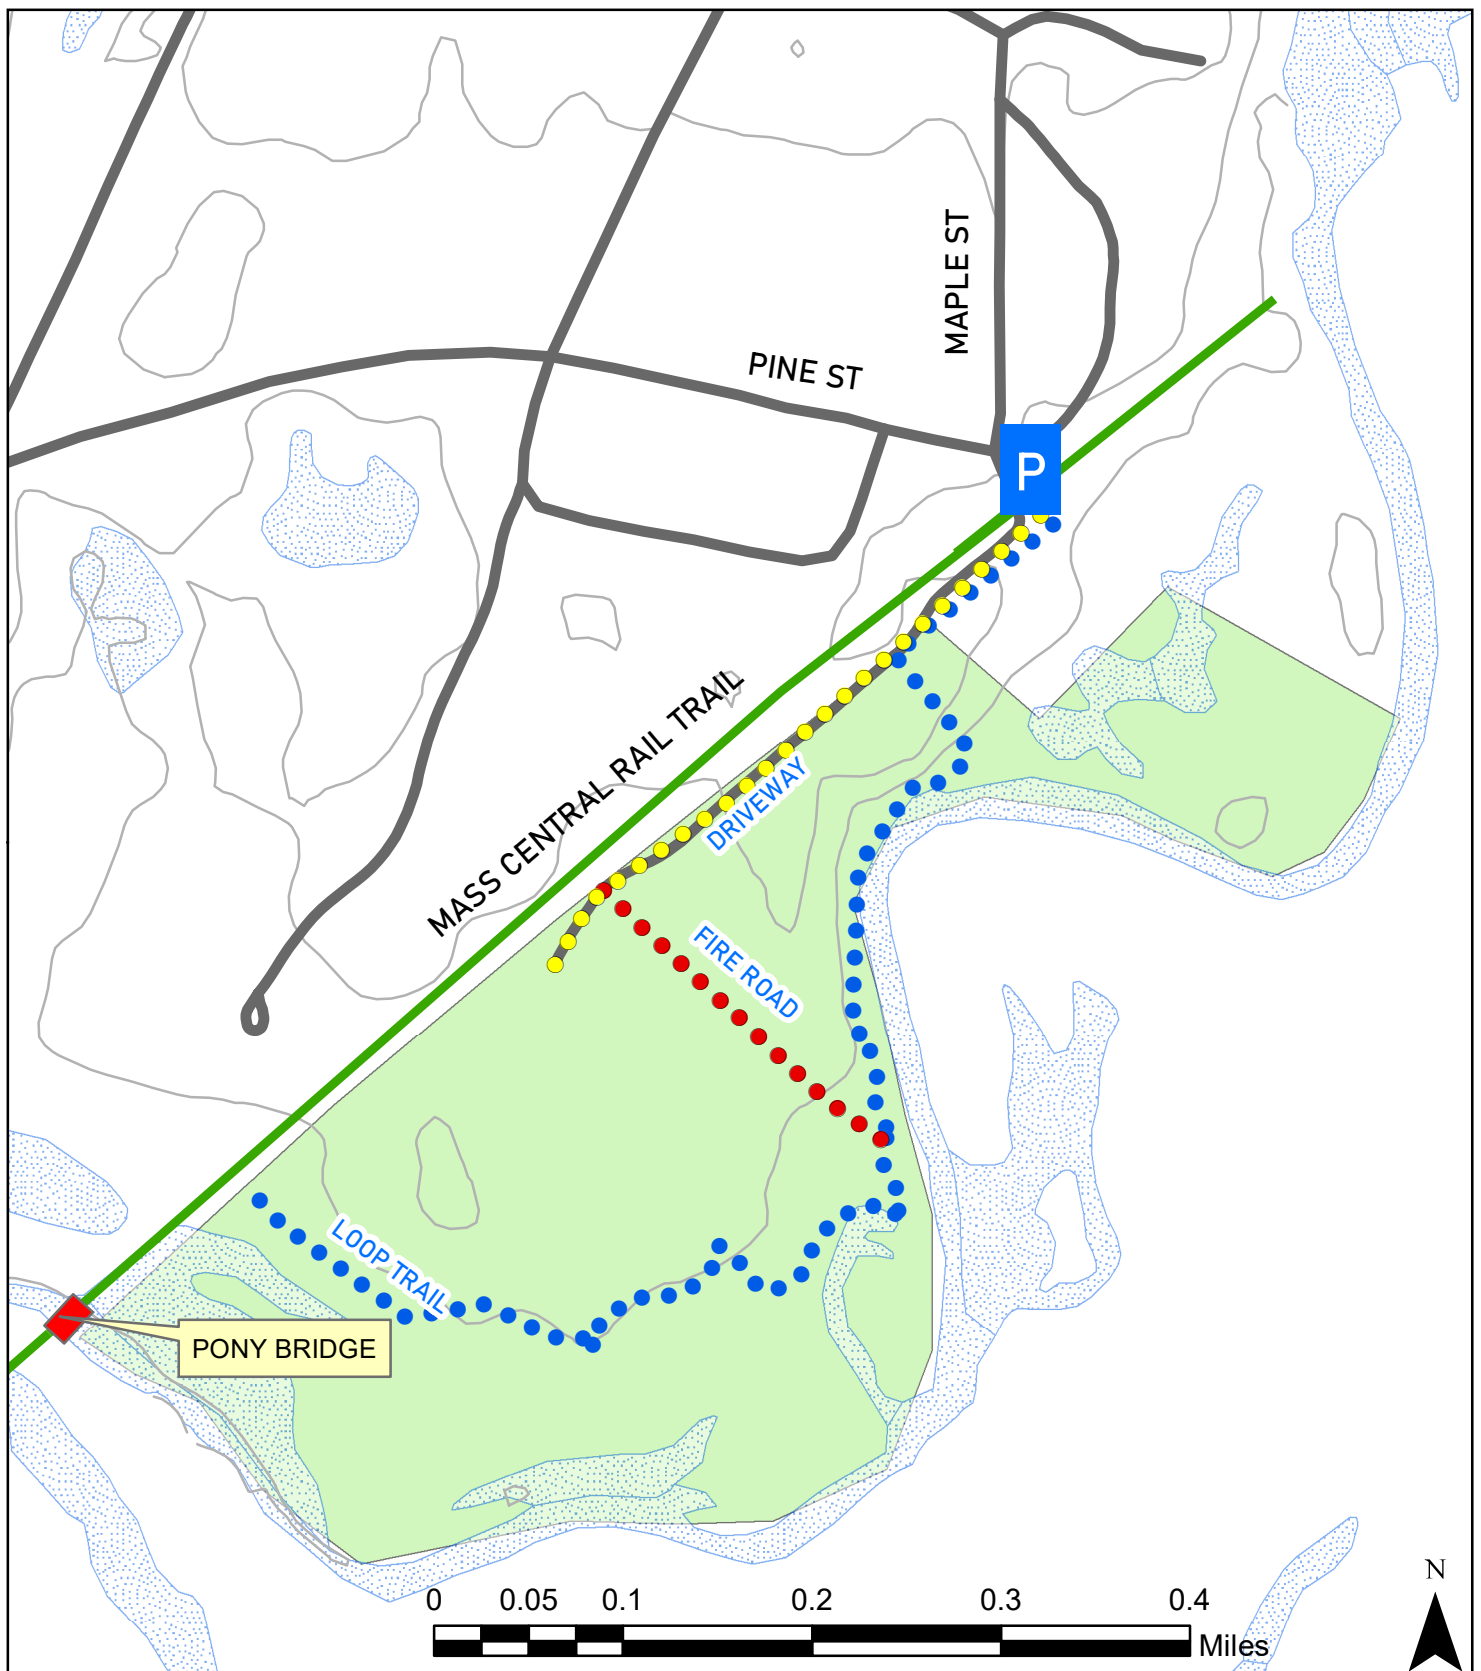 MAPLE ST
PINE ST
P
MASS CENTRAL RAIL TRAIL
DRIVEWAY
FIRE ROAD
LOOP TRAIL
PONY BRIDGE
N
0 0.05 0.1 0.2 0.3 0.4
Miles